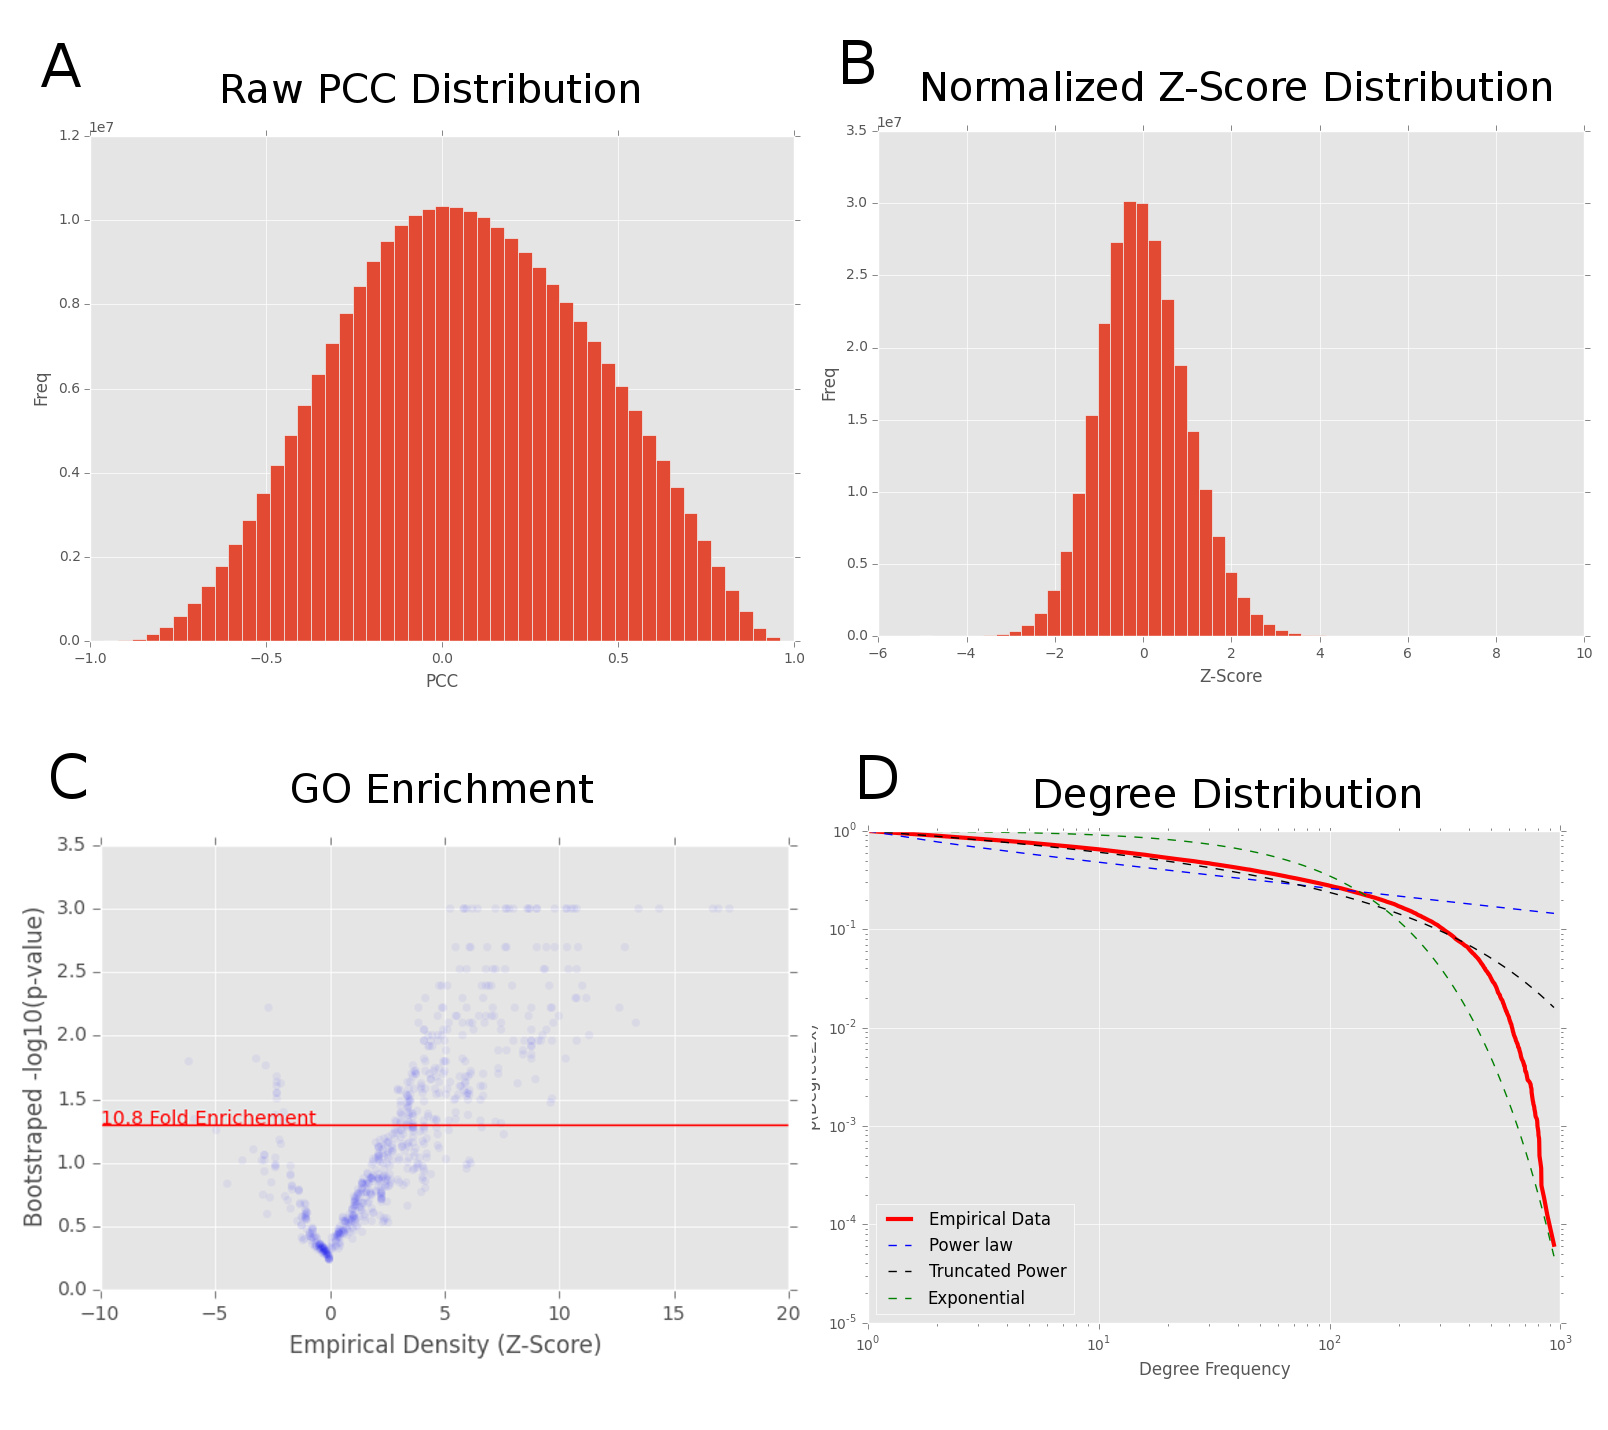 A
Raw PCC Distribution
1e7
1.2
1.0
0.8
0.6
0.4
0.2
0.0
Freq
−1.0 −0.5 0.0 0.5 1.0
PCC
B
Normalized Z-Score Distribution
1e7
3.5
3.0
2.5
2.0
1.5
1.0
0.5
0.0
Freq
−6 −4 −2 0 2 4 6 8 10
Z-Score
C
GO Enrichment
3.5
3.0
2.5
2.0
1.5
1.0
0.5
0.0
Bootstraped -log10(p-value)
10.8 Fold Enrichement
−10 −5 0 5 10 15 20
Empirical Density (Z-Score)
D
Degree Distribution
10^0
10^-1
10^-2
10^-3
10^-4
10^-5
Empirical Data
Power law
Truncated Power
Exponential
10^0 10^1 10^2 10^3
Degree Frequency